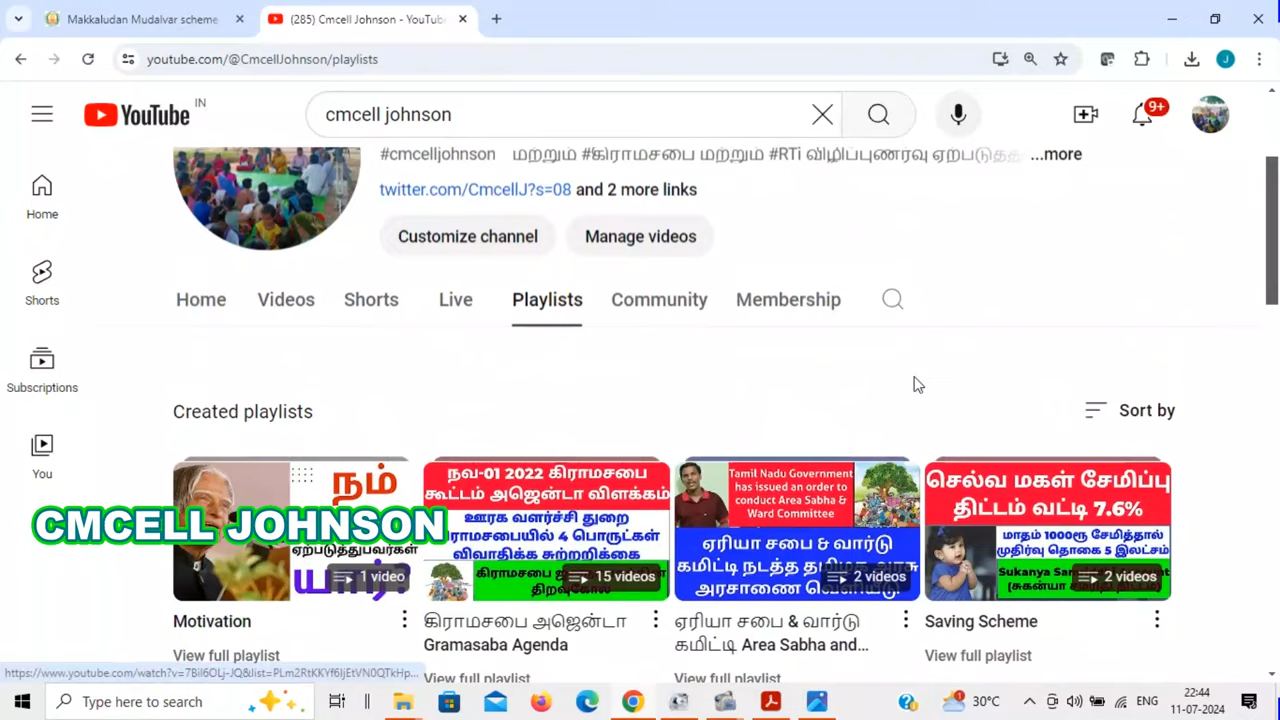 Makkaludan Mudalvar scheme
(285) Cmcell Johnson - YouTube
youtube.com/@CmcellJohnson/playlists
YouTube
IN
cmcell johnson
9+
#cmcelljohnson மற்றும் #கிராமசபை மற்றும் #RTi விழிப்புணர்வு ஏற்படுத்த ...more
twitter.com/CmcellJ?s=08 and 2 more links
Customize channel
Manage videos
Home
Videos
Shorts
Live
Playlists
Community
Membership
Home
Shorts
Subscriptions
You
Created playlists
Sort by
நம்
ஏற்படுத்துபவர்கள்
யார்?
1 video
CMCELL JOHNSON
Motivation
View full playlist
நவ-01 2022 கிராமசபை
கூட்டம் அஜென்டா விளக்கம்
ஊரக வளர்ச்சி துறை
கிராமசபையில் 4 பொருட்கள்
விவாதிக்க சுற்றறிக்கை
15 videos
கிராமசபை அஜென்டா
Gramasaba Agenda
View full playlist
Tamil Nadu Government
has issued an order to
conduct Area Sabha &
Ward Committee
ஏரியா சபை & வார்டு
கமிட்டி நடத்த தமிழக அரசு
அரசாணை வெளியீடு
2 videos
ஏரியா சபை & வார்டு
கமிட்டி Area Sabha and...
View full playlist
செல்வ மகள் சேமிப்பு
திட்டம் வட்டி 7.6%
மாதம் 1000ரூ சேமித்தால்
முதிர்வு தொகை 5 இலட்சம்
Sukanya
(சுகன்யா
2 videos
Saving Scheme
View full playlist
https://www.youtube.com/watch?v=7Bil6OLj-JQ&list=PLm2RtKKYf6IjEtVN0QTkHp...
Type here to search
30°C
ENG
22:44
11-07-2024